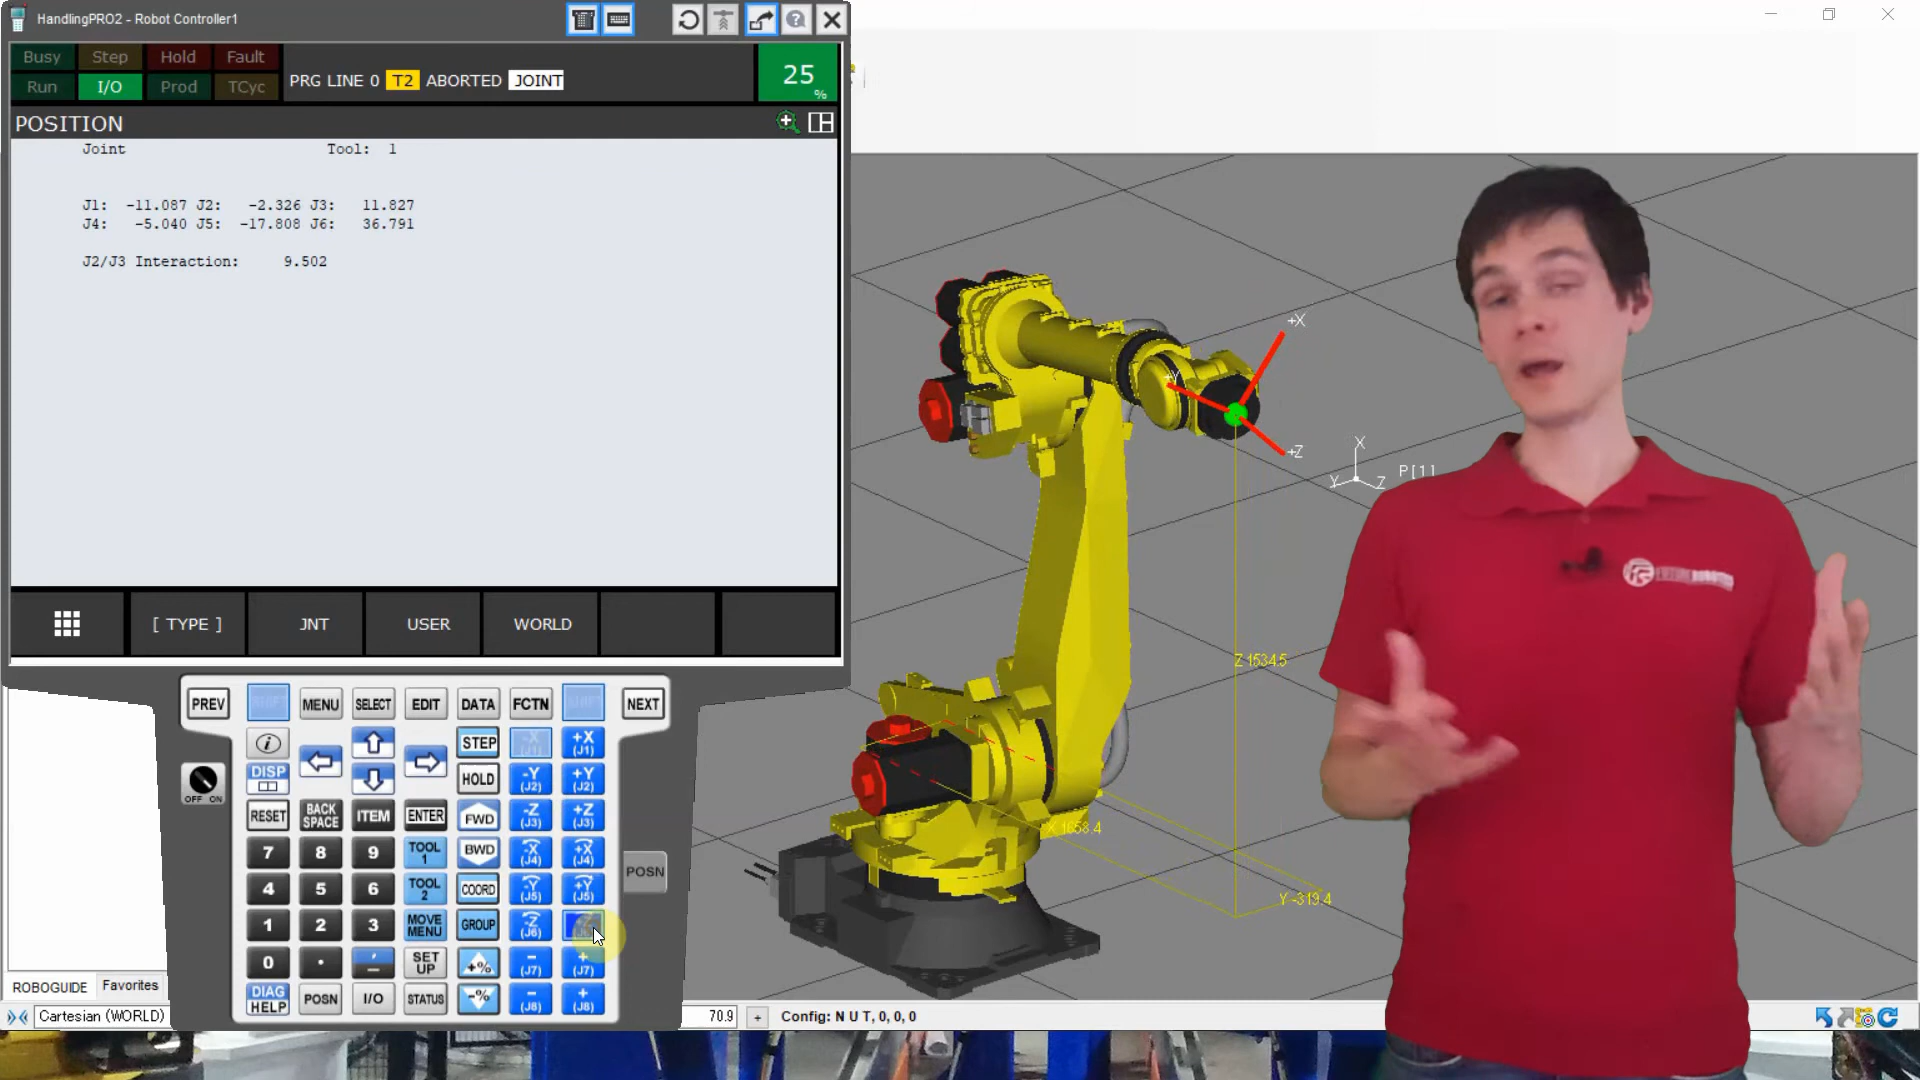 HandlingPRO2 - Robot Controller1
Busy Step Hold Fault
Run I/O Prod TCyc
PRG LINE 0 T2 ABORTED JOINT
25
%
POSITION
Joint Tool: 1
J1: -11.087 J2: -2.326 J3: 11.827
J4: -5.040 J5: -17.808 J6: 36.791
J2/J3 Interaction: 9.502
[ TYPE ] JNT USER WORLD
PREV MENU SELECT EDIT DATA FCTN NEXT
i STEP -X (J1) +X (J1)
DISP HOLD -Y (J2) +Y (J2)
OFF ON
RESET BACK SPACE ITEM ENTER FWD -Z (J3) +Z (J3)
7 8 9 TOOL 1 BWD -X (J4) +X (J4)
POSN
4 5 6 TOOL 2 COORD -Y (J5) +Y (J5)
1 2 3 MOVE MENU GROUP -Z (J6)
0 . , - SET UP +% - (J7) + (J7)
DIAG HELP POSN I/O STATUS -% - (J8) + (J8)
ROBOGUIDE Favorites
Cartesian (WORLD)
70.9 + Config: N U T, 0, 0, 0
+X
+Y
+Z
X
Y Z P[1]
Z 1534.5
X 1658.4
Y -319.4